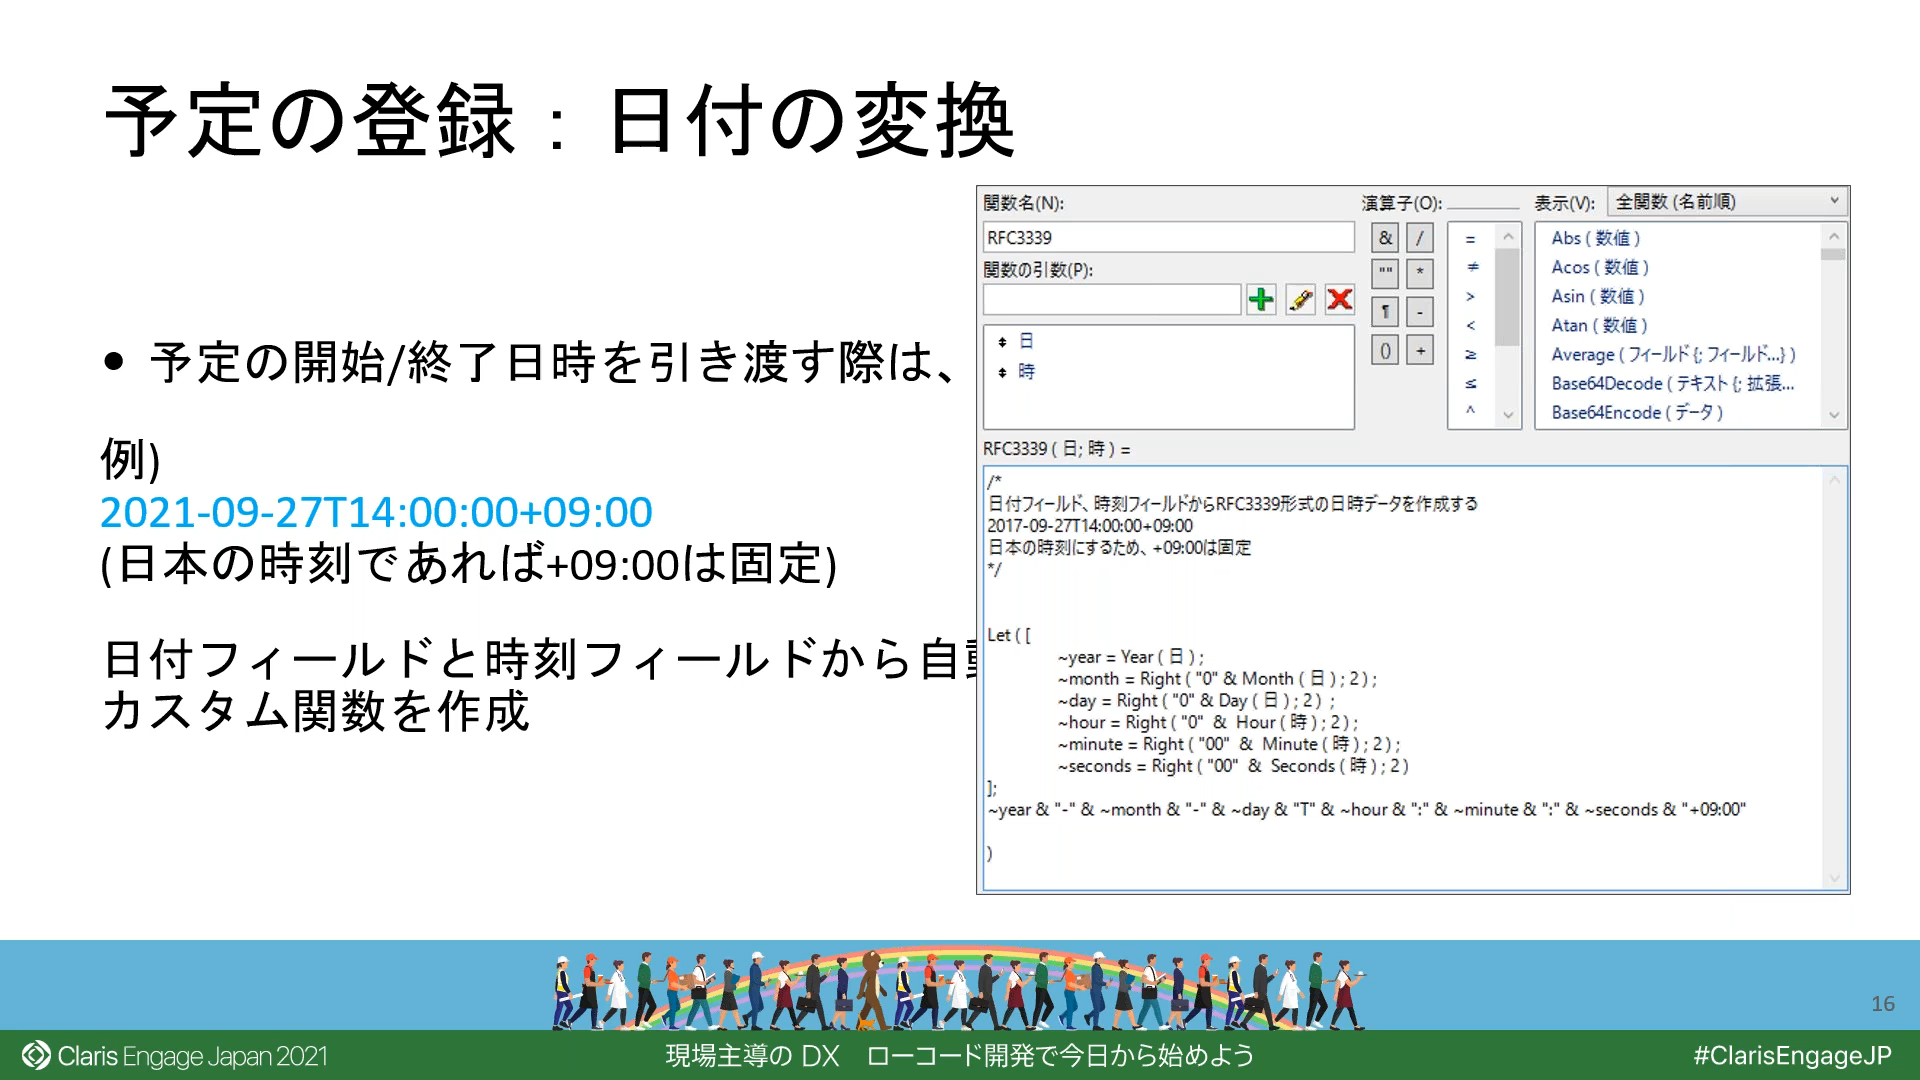 予定の登録：日付の変換
• 予定の開始/終了日時を引き渡す際は、
例)
2021-09-27T14:00:00+09:00
(日本の時刻であれば+09:00は固定)
日付フィールドと時刻フィールドから自
カスタム関数を作成
関数名(N):
RFC3339
関数の引数(P):
日
時
演算子(O):
& /
"" *
¶ -
() +
=
≠
>
<
≥
≤
^
表示(V): 全関数 (名前順)
Abs ( 数値 )
Acos ( 数値 )
Asin ( 数値 )
Atan ( 数値 )
Average ( フィールド {; フィールド...} )
Base64Decode ( テキスト {; 拡張...
Base64Encode ( データ )
RFC3339 ( 日; 時 ) =
/*
日付フィールド、時刻フィールドからRFC3339形式の日時データを作成する
2017-09-27T14:00:00+09:00
日本の時刻にするため、+09:00は固定
*/
Let ( [
~year = Year ( 日 ) ;
~month = Right ( "0" & Month ( 日 ) ; 2 ) ;
~day = Right ( "0" & Day ( 日 ) ; 2 ) ;
~hour = Right ( "0" & Hour ( 時 ) ; 2 ) ;
~minute = Right ( "00" & Minute ( 時 ) ; 2 ) ;
~seconds = Right ( "00" & Seconds ( 時 ) ; 2 )
];
~year & "-" & ~month & "-" & ~day & "T" & ~hour & ":" & ~minute & ":" & ~seconds & "+09:00"
)
16
Claris Engage Japan 2021
現場主導の DX ローコード開発で今日から始めよう
#ClarisEngageJP